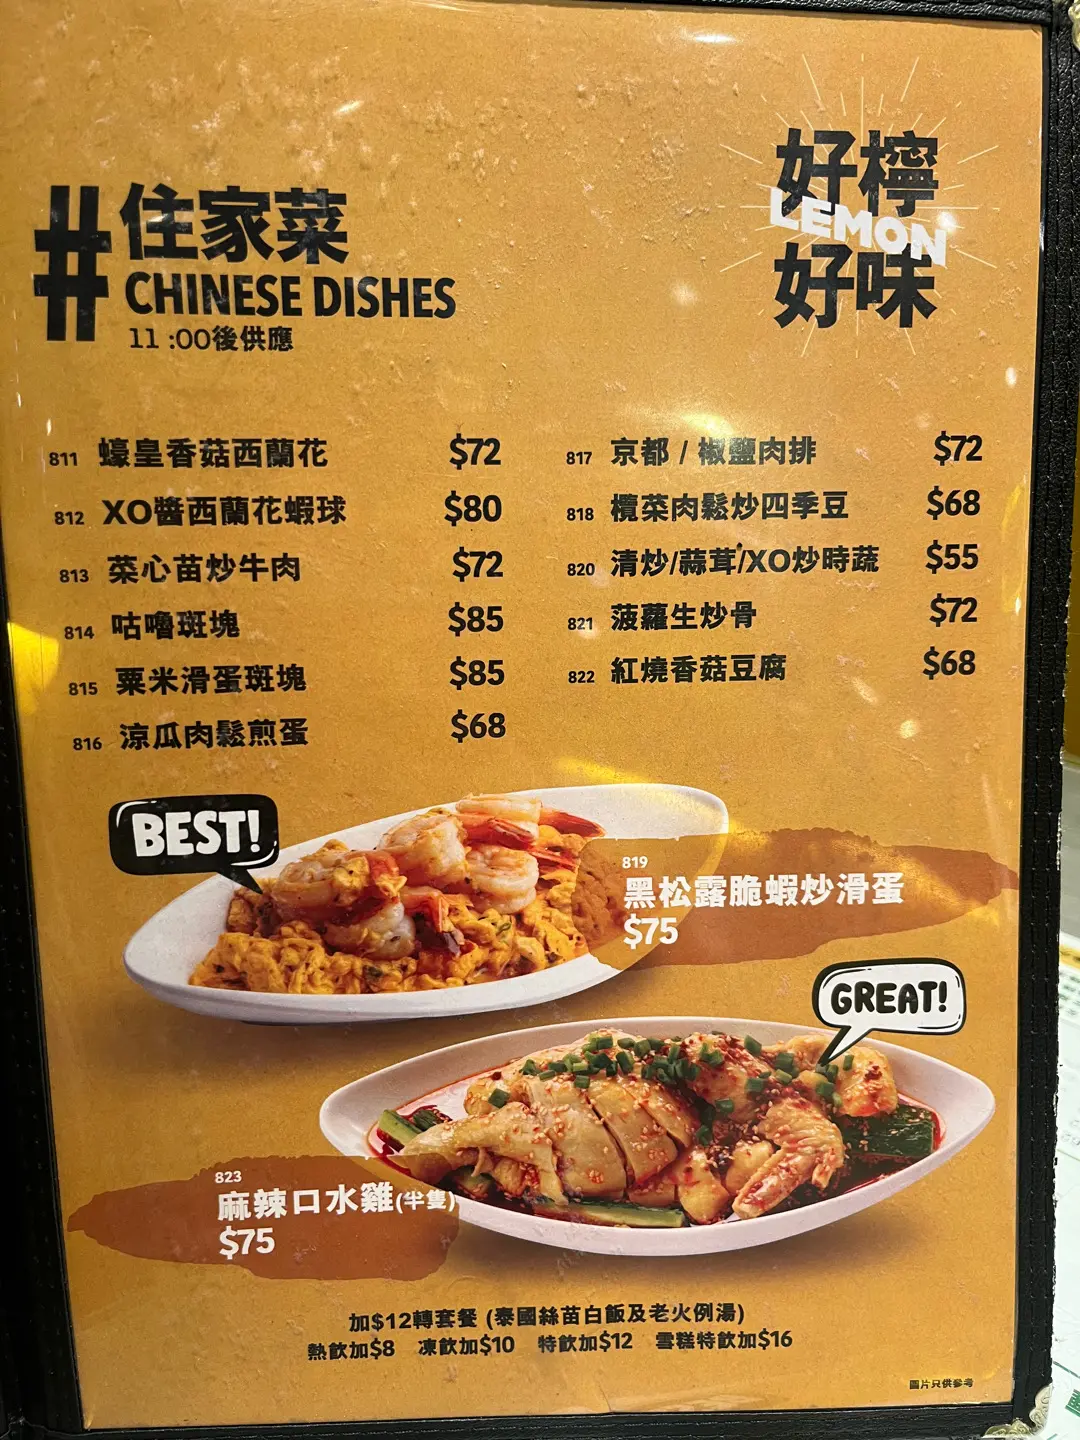 #住家菜
CHINESE DISHES
11 :00後供應
好檸
LEMON
好味
811 蠔皇香菇西蘭花 $72
812 XO醬西蘭花蝦球 $80
813 菜心苗炒牛肉 $72
814 咕嚕斑塊 $85
815 粟米滑蛋斑塊 $85
816 涼瓜肉鬆煎蛋 $68
817 京都 / 椒鹽肉排 $72
818 欖菜肉鬆炒四季豆 $68
820 清炒/蒜茸/XO炒時蔬 $55
821 菠蘿生炒骨 $72
822 紅燒香菇豆腐 $68
BEST!
819
黑松露脆蝦炒滑蛋
$75
GREAT!
823
麻辣口水雞(半隻)
$75
加$12轉套餐 (泰國絲苗白飯及老火例湯)
熱飲加$8 凍飲加$10 特飲加$12 雪糕特飲加$16
圖片只供參考